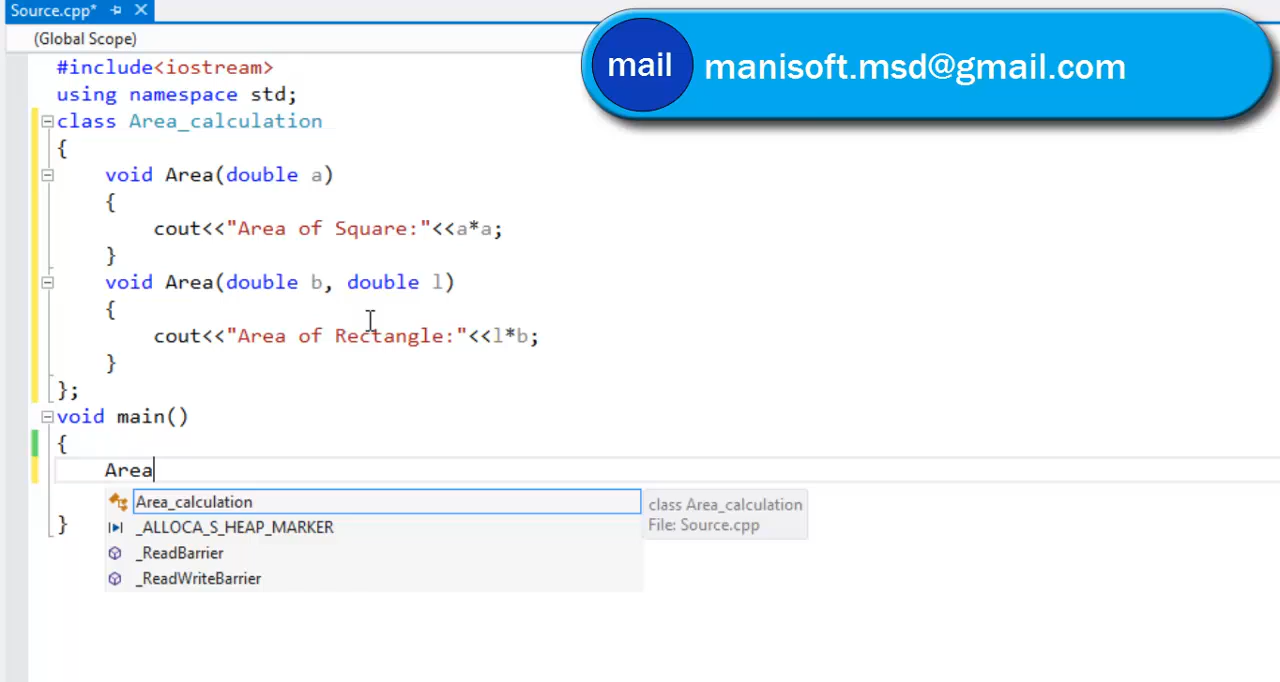 Source.cpp*
(Global Scope)
mail manisoft.msd@gmail.com
#include<iostream>
using namespace std;
class Area_calculation
{
void Area(double a)
{
cout<<"Area of Square:"<<a*a;
}
void Area(double b, double l)
{
cout<<"Area of Rectangle:"<<l*b;
}
};
void main()
{
Area
Area_calculation
_ALLOCA_S_HEAP_MARKER
_ReadBarrier
_ReadWriteBarrier
class Area_calculation
File: Source.cpp
}